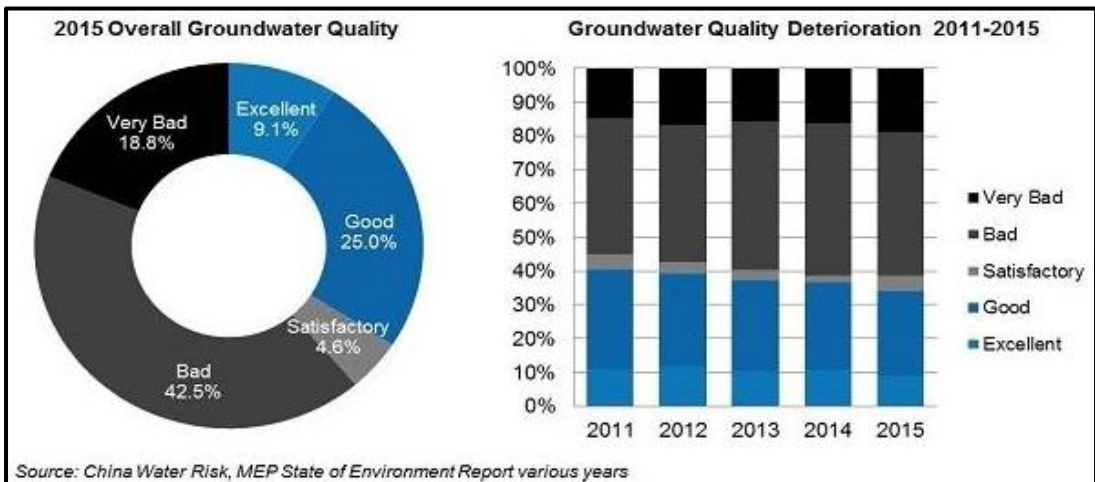 2015 Overall Groundwater Quality
Excellent
9.1%
Good
25.0%
Satisfactory
4.6%
Bad
42.5%
Very Bad
18.8%
Groundwater Quality Deterioration 2011-2015
100%
90%
80%
70%
60%
50%
40%
30%
20%
10%
0%
2011 2012 2013 2014 2015
Very Bad
Bad
Satisfactory
Good
Excellent
Source: China Water Risk, MEP State of Environment Report various years